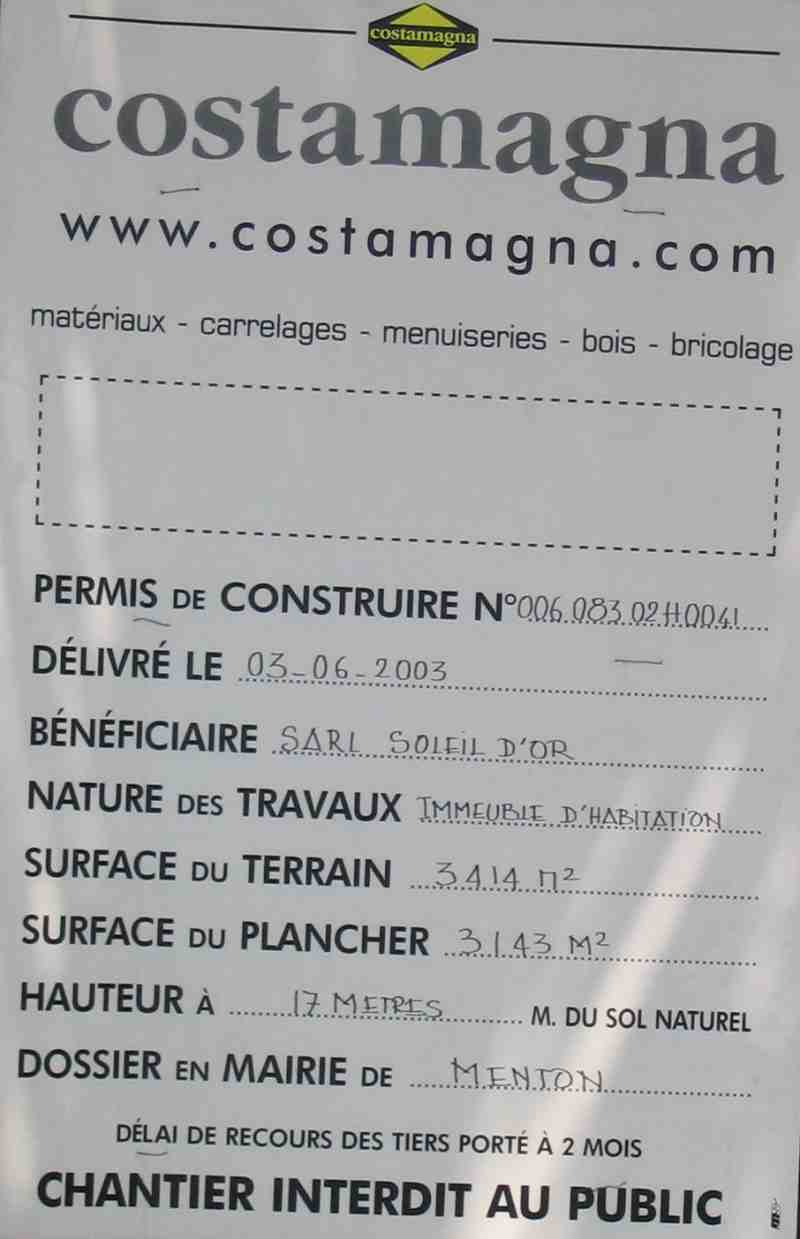 costamagna
costamagna
www.costamagna.com
matériaux - carrelages - menuiseries - bois - bricolage
PERMIS DE CONSTRUIRE N°006.083.02H0041
DÉLIVRÉ LE 03-06-2003
BÉNÉFICIAIRE SARL SOLEIL D'OR
NATURE DES TRAVAUX IMMEUBLE D'HABITATION
SURFACE DU TERRAIN 3414 M²
SURFACE DU PLANCHER 3143 M²
HAUTEUR À 17 METRES M. DU SOL NATUREL
DOSSIER EN MAIRIE DE MENTON
DÉLAI DE RECOURS DES TIERS PORTÉ À 2 MOIS
CHANTIER INTERDIT AU PUBLIC